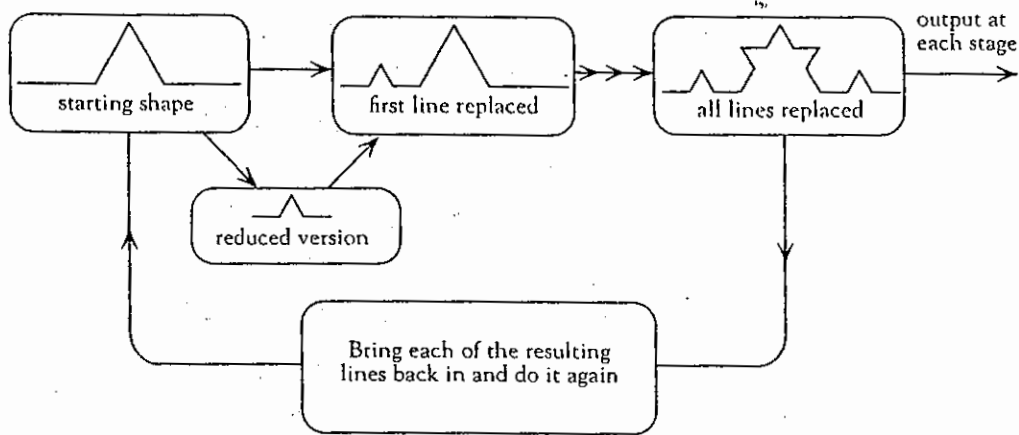 output at
each stage
starting shape
first line replaced
all lines replaced
reduced version
Bring each of the resulting
lines back in and do it again